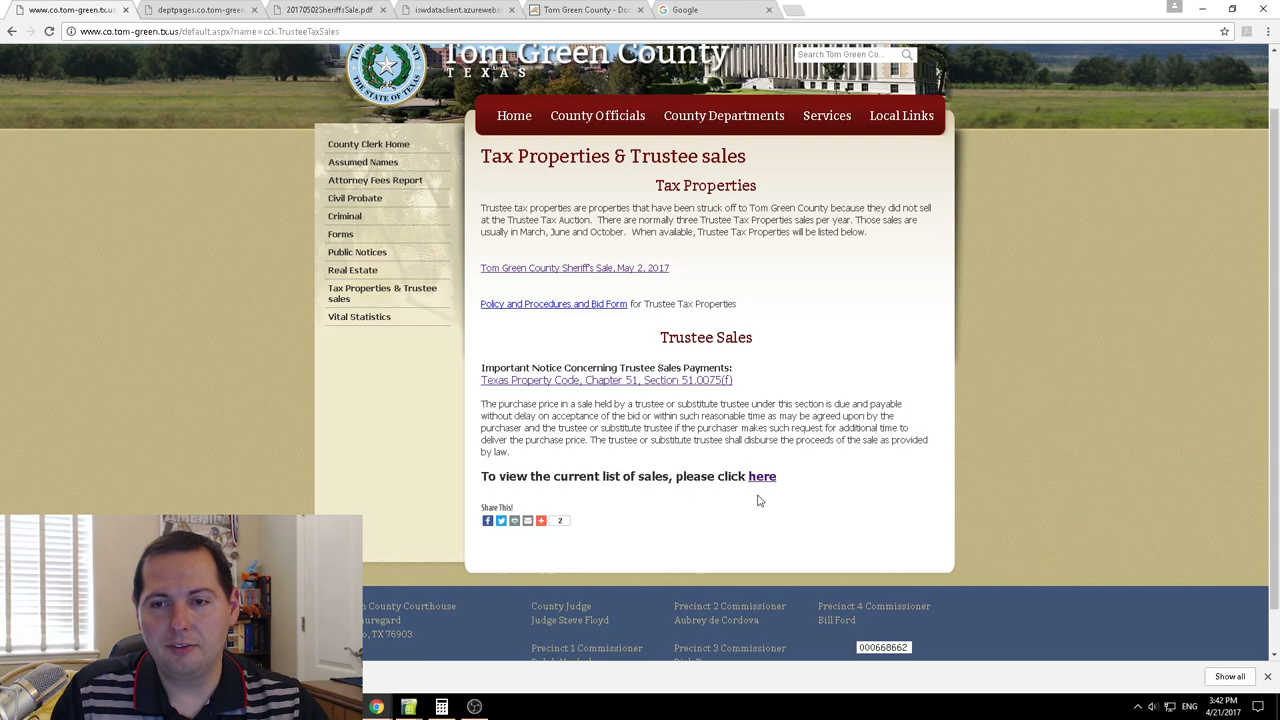 www.co.tom-green.tx.us/
deptpages.co.tom-green
20170502SheriffsSale.pdf
iswdataclient.azurewebs
Tom Green County - Doc
Google
www.co.tom-green.tx.us/default.aspx?name=cck.TrusteeTaxSales
Tom Green County
TEXAS
THE STATE OF TEXAS
Search Tom Green Co...
Home
County Officials
County Departments
Services
Local Links
County Clerk Home
Assumed Names
Attorney Fees Report
Civil Probate
Criminal
Forms
Public Notices
Real Estate
Tax Properties & Trustee
sales
Vital Statistics
Tax Properties & Trustee sales
Tax Properties
Trustee tax properties are properties that have been struck off to Tom Green County because they did not sell
at the Trustee Tax Auction. There are normally three Trustee Tax Properties sales per year. Those sales are
usually in March, June and October. When available, Trustee Tax Properties will be listed below.
Tom Green County Sheriff's Sale, May 2, 2017
Policy and Procedures and Bid Form for Trustee Tax Properties
Trustee Sales
Important Notice Concerning Trustee Sales Payments:
Texas Property Code, Chapter 51, Section 51.0075(f)
The purchase price in a sale held by a trustee or substitute trustee under this section is due and payable
without delay on acceptance of the bid or within such reasonable time as may be agreed upon by the
purchaser and the trustee or substitute trustee if the purchaser makes such request for additional time to
deliver the purchase price. The trustee or substitute trustee shall disburse the proceeds of the sale as provided
by law.
To view the current list of sales, please click here
Share This!
2
County Courthouse
TX 76903
County Judge
Judge Steve Floyd
Precinct 1 Commissioner
Precinct 2 Commissioner
Aubrey de Cordova
Precinct 3 Commissioner
Precinct 4 Commissioner
Bill Ford
000668662
Show all
ENG
3:42 PM
4/21/2017